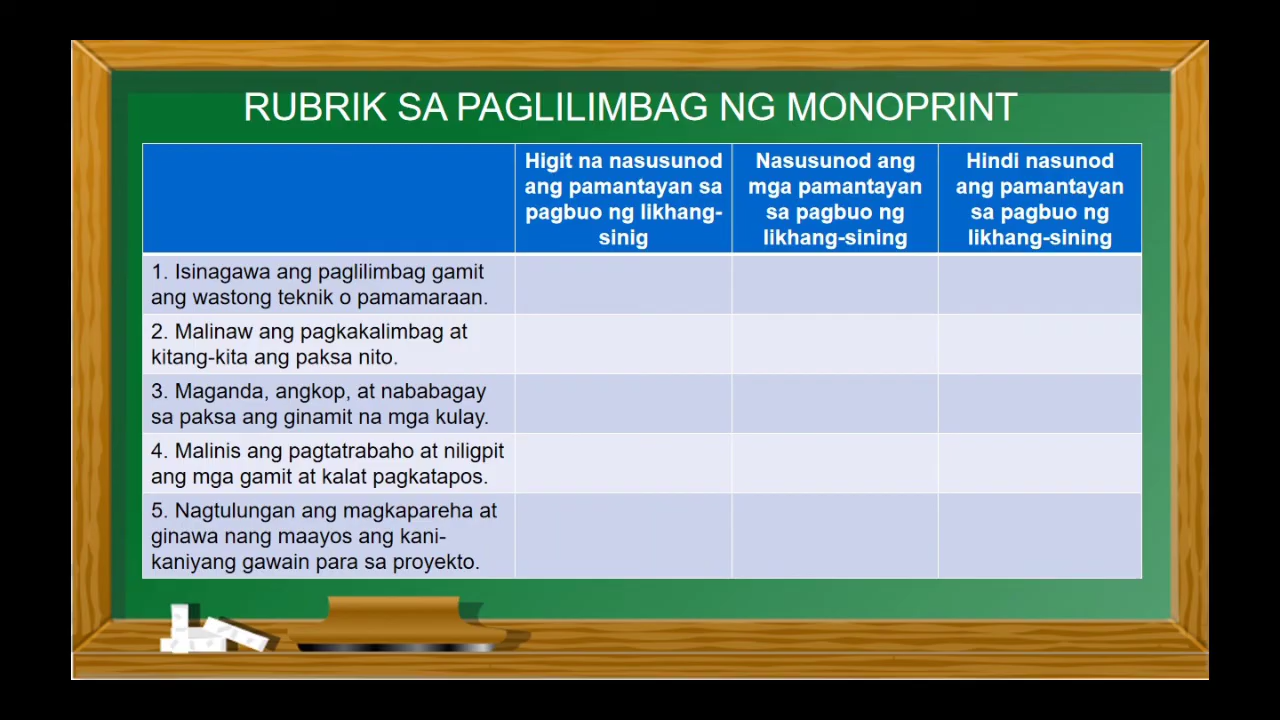 RUBRIK SA PAGLILIMBAG NG MONOPRINT
Higit na nasusunod
ang pamantayan sa
pagbuo ng likhang-
sinig
Nasusunod ang
mga pamantayan
sa pagbuo ng
likhang-sining
Hindi nasunod
ang pamantayan
sa pagbuo ng
likhang-sining
1. Isinagawa ang paglilimbag gamit
ang wastong teknik o pamamaraan.
2. Malinaw ang pagkakalimbag at
kitang-kita ang paksa nito.
3. Maganda, angkop, at nababagay
sa paksa ang ginamit na mga kulay.
4. Malinis ang pagtatrabaho at niligpit
ang mga gamit at kalat pagkatapos.
5. Nagtulungan ang magkapareha at
ginawa nang maayos ang kani-
kaniyang gawain para sa proyekto.